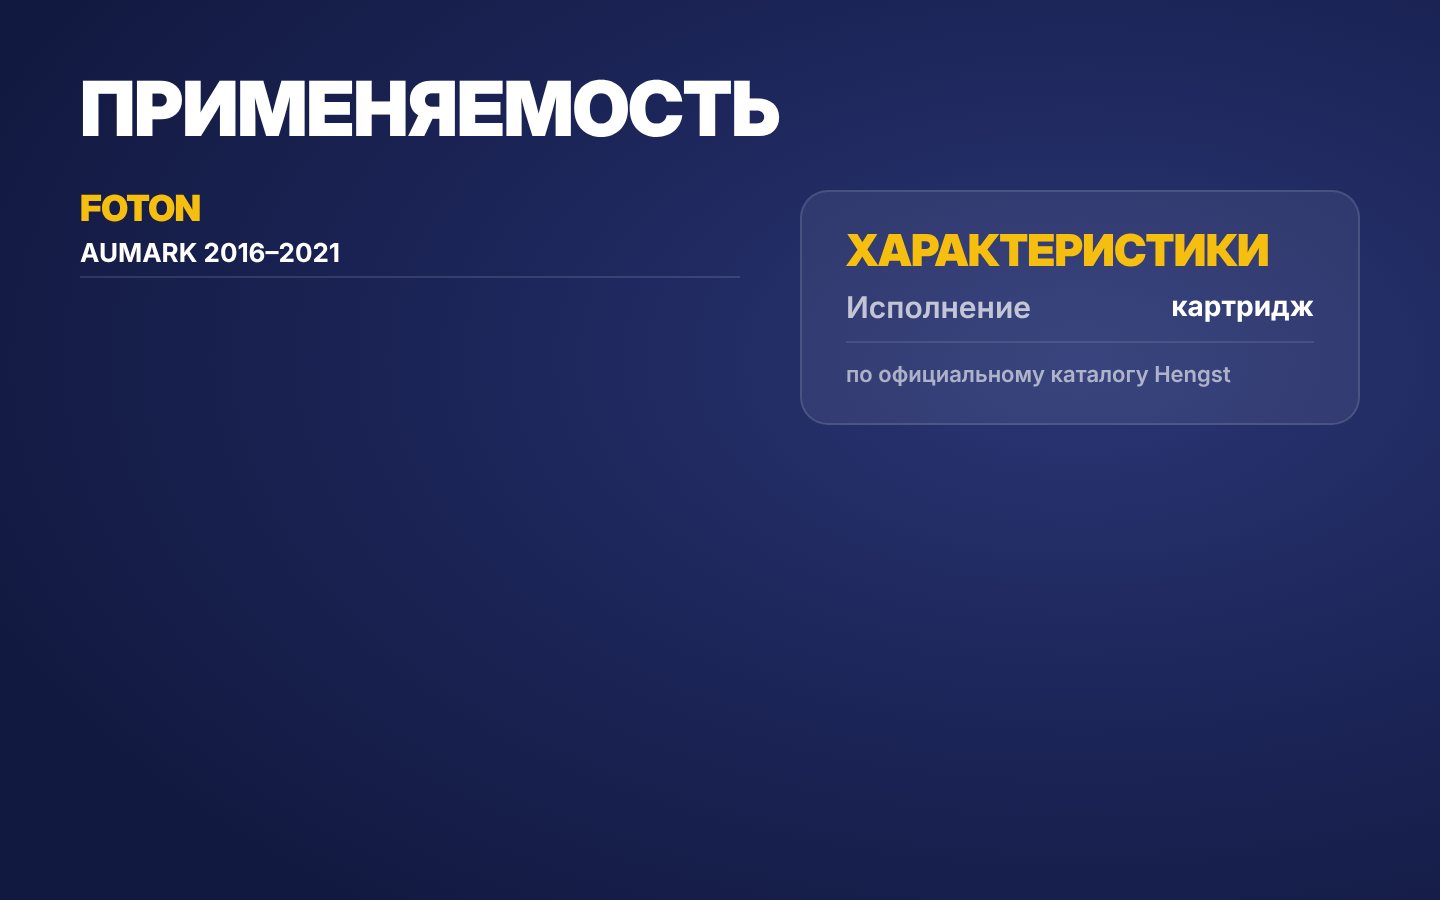 ПРИМЕНЯЕМОСТЬ
FOTON
AUMARK 2016–2021
ХАРАКТЕРИСТИКИ
Исполнение картридж
по официальному каталогу Hengst